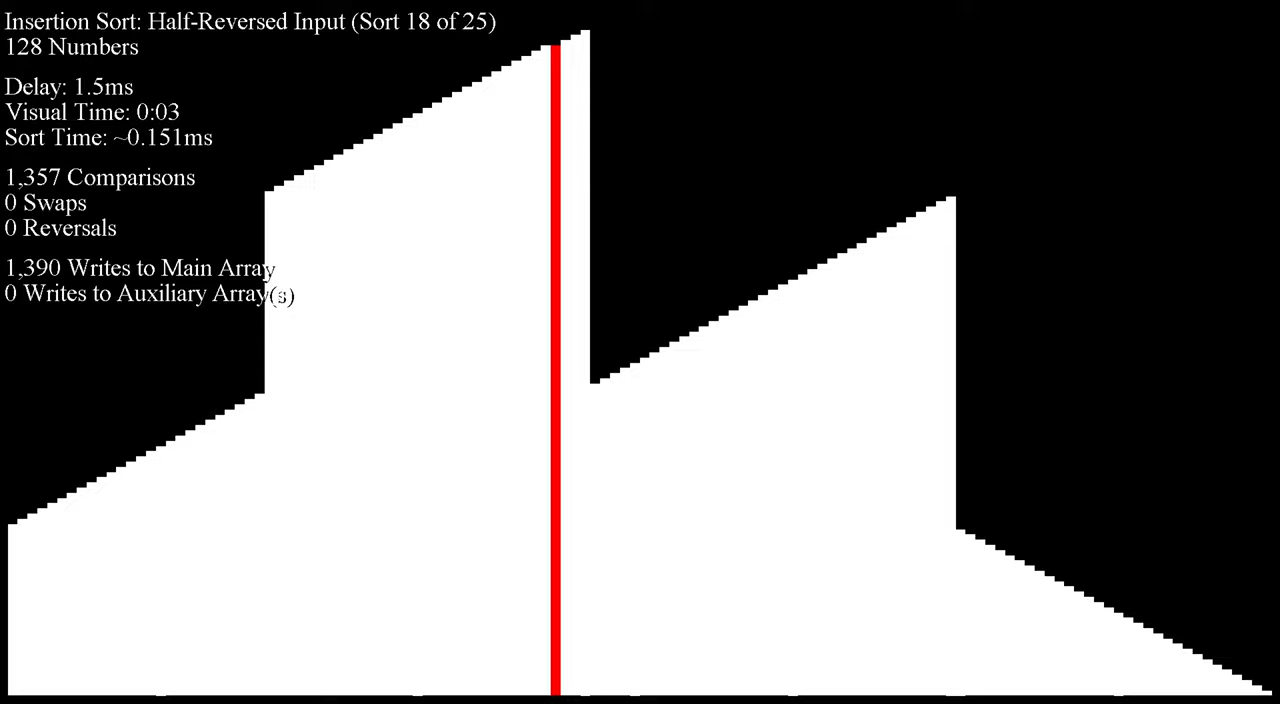 Insertion Sort: Half-Reversed Input (Sort 18 of 25)
128 Numbers
Delay: 1.5ms
Visual Time: 0:03
Sort Time: ~0.151ms
1,357 Comparisons
0 Swaps
0 Reversals
1,390 Writes to Main Array
0 Writes to Auxiliary Array(s)